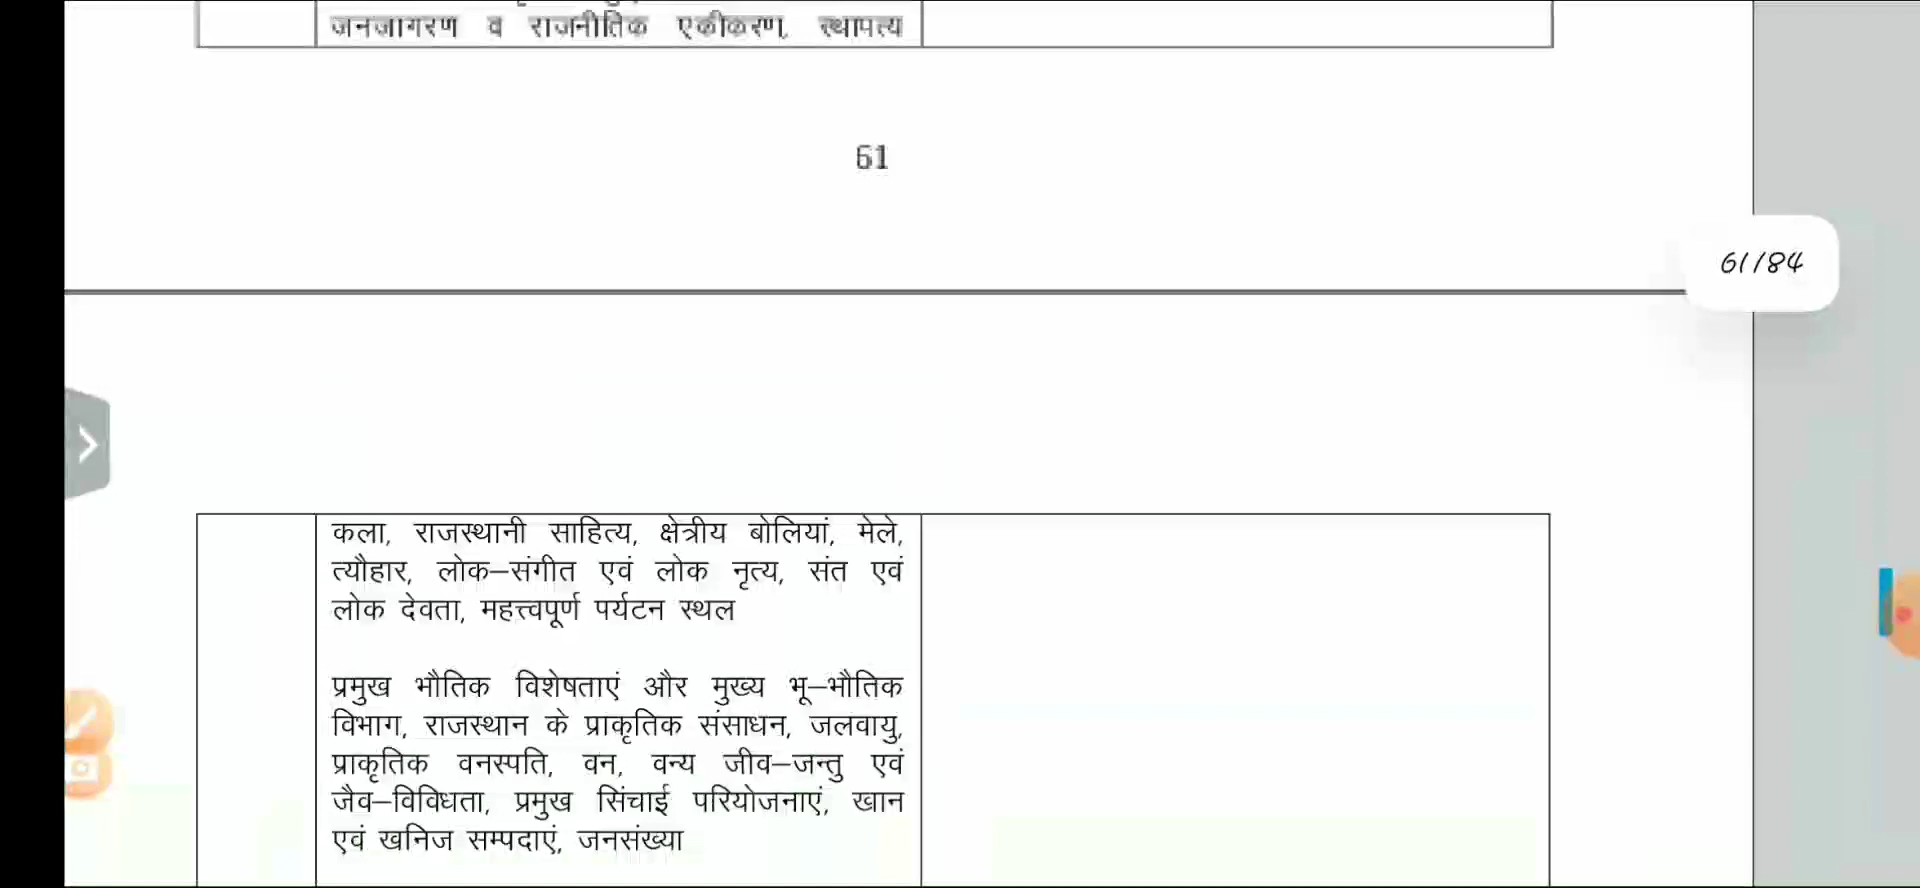 जनजागरण व राजनीतिक एकीकरण, स्थापत्य
61
61/84
कला, राजस्थानी साहित्य, क्षेत्रीय बोलियां, मेले,
त्यौहार, लोक–संगीत एवं लोक नृत्य, संत एवं
लोक देवता, महत्त्वपूर्ण पर्यटन स्थल
प्रमुख भौतिक विशेषताएं और मुख्य भू–भौतिक
विभाग, राजस्थान के प्राकृतिक संसाधन, जलवायु,
प्राकृतिक वनस्पति, वन, वन्य जीव–जन्तु एवं
जैव–विविधता, प्रमुख सिंचाई परियोजनाएं, खान
एवं खनिज सम्पदाएं, जनसंख्या